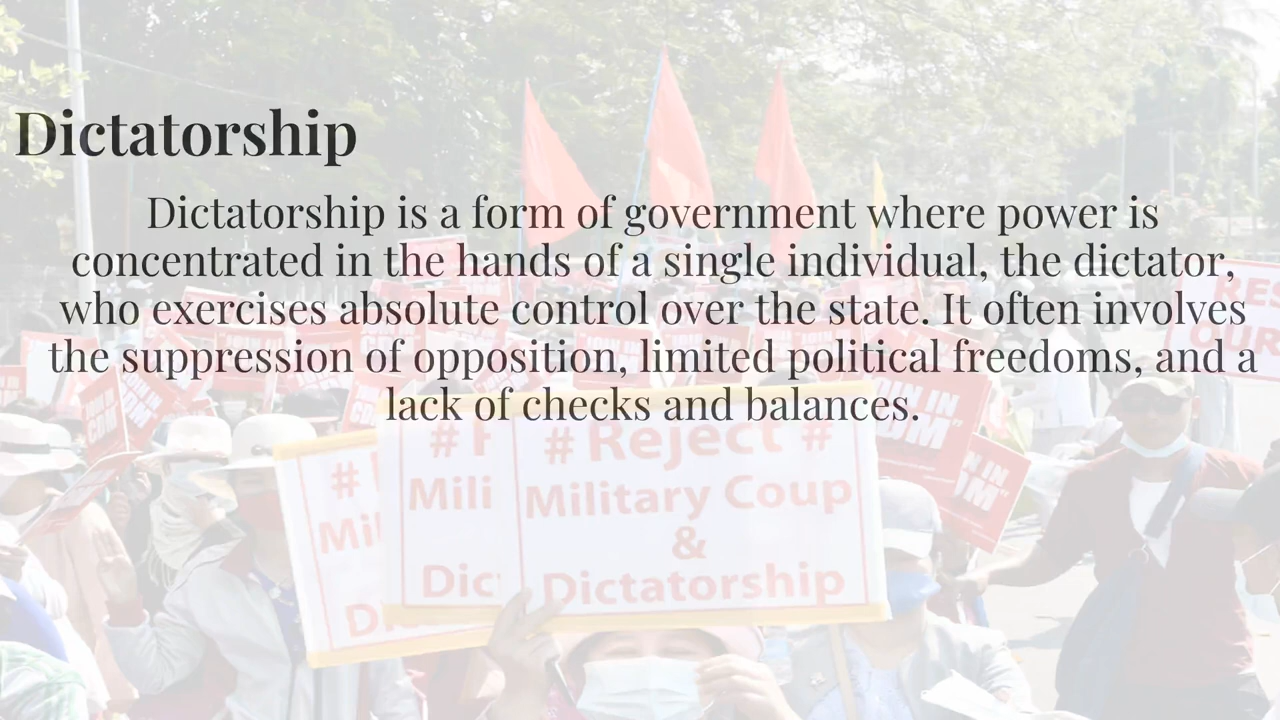 Dictatorship
Dictatorship is a form of government where power is
concentrated in the hands of a single individual, the dictator,
who exercises absolute control over the state. It often involves
the suppression of opposition, limited political freedoms, and a
lack of checks and balances.
# Reject #
Military Coup
&
Dictatorship